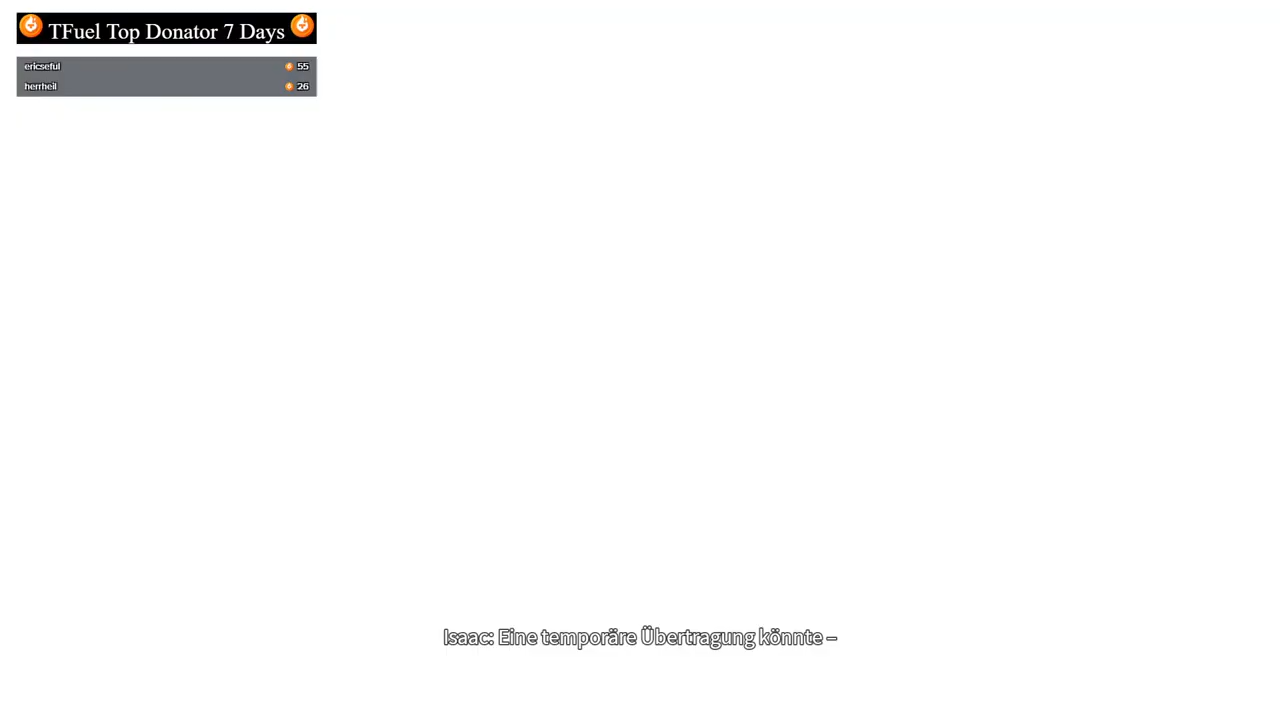 TFuel Top Donator 7 Days
ericseful 55
herrheil 26
Isaac: Eine temporäre Übertragung könnte –